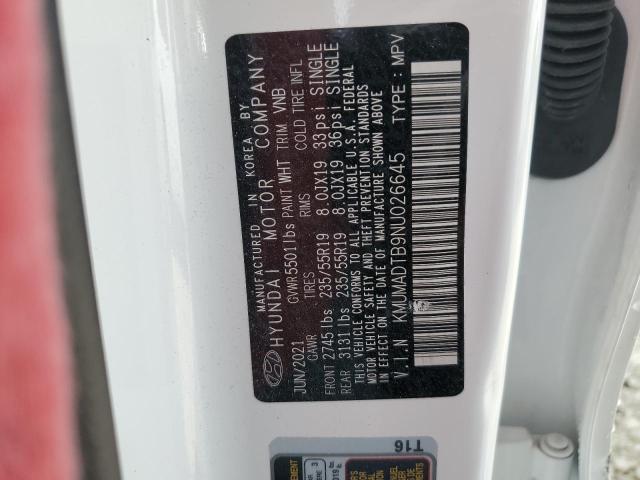 MANUFACTURED IN KOREA BY
HYUNDAI MOTOR COMPANY
JUN/2021 GVWR 5501 lbs PAINT WHT TRIM VNB
GAWR TIRES RIMS COLD TIRE INFL
FRONT 2745 lbs 235/55R19 8.0JX19 33psi SINGLE
REAR 3131 lbs 235/55R19 8.0JX19 36psi SINGLE
THIS VEHICLE CONFORMS TO ALL APPLICABLE U.S.A. FEDERAL
MOTOR VEHICLE SAFETY AND THEFT PREVENTION STANDARDS
IN EFFECT ON THE DATE OF MANUFACTURE SHOWN ABOVE
V.I.N KMUMADTB9NU026645 TYPE : MPV
T16